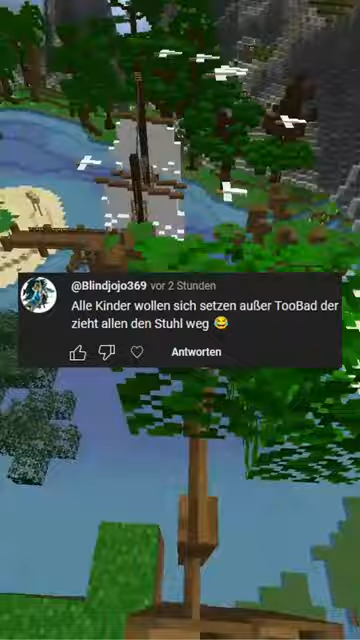 @Blindjojo369 vor 2 Stunden
Alle Kinder wollen sich setzen außer TooBad der
zieht allen den Stuhl weg 😂
Antworten